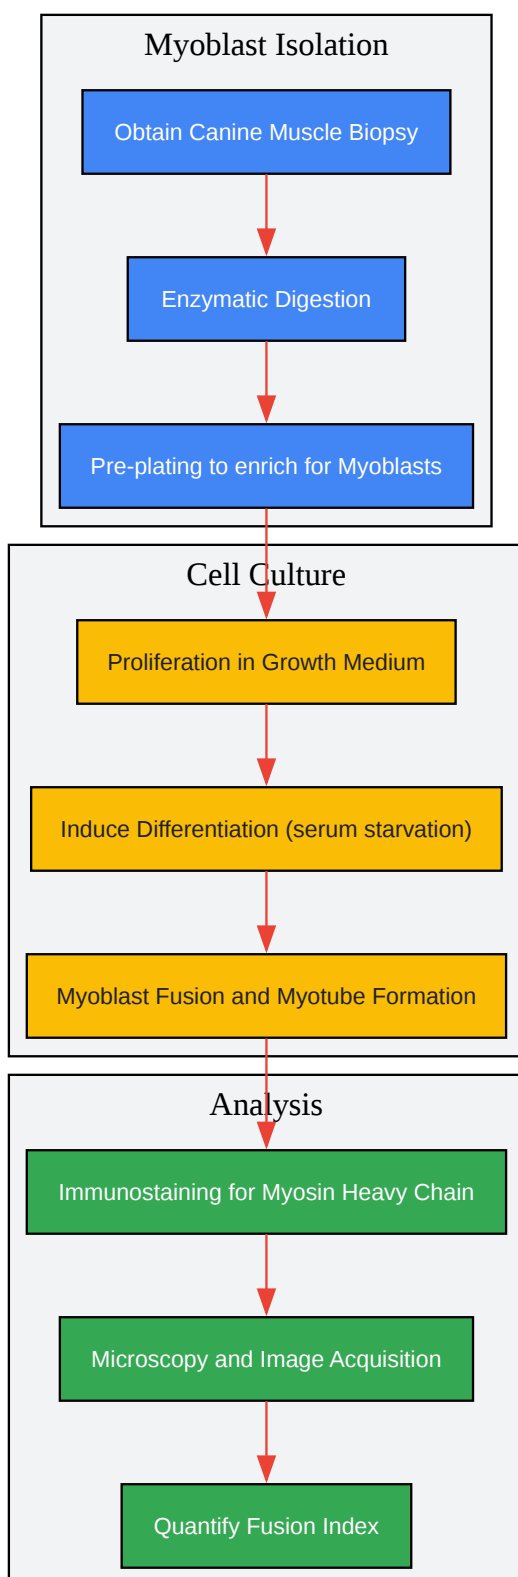 Myoblast Isolation
Obtain Canine Muscle Biopsy
Enzymatic Digestion
Pre-plating to enrich for Myoblasts
Cell Culture
Proliferation in Growth Medium
Induce Differentiation (serum starvation)
Myoblast Fusion and Myotube Formation
Analysis
Immunostaining for Myosin Heavy Chain
Microscopy and Image Acquisition
Quantify Fusion Index